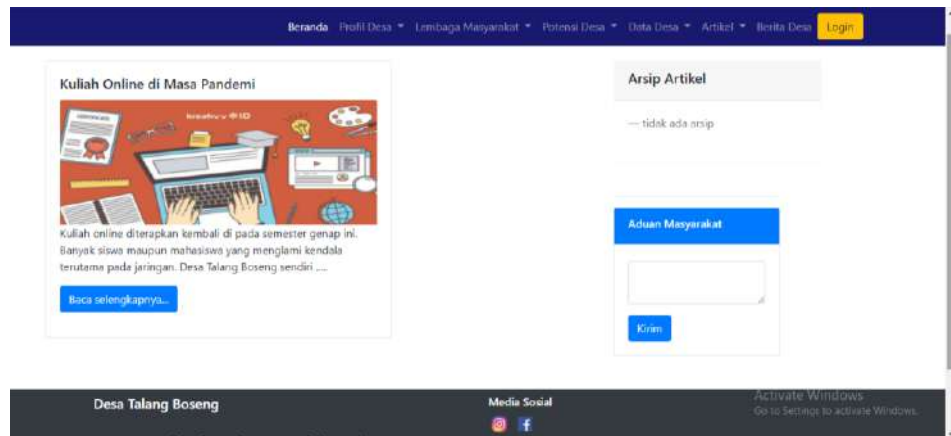 Beranda Profil Desa Lembaga Masyarakat Potensi Desa Data Desa Artikel Berita Desa Login
Kuliah Online di Masa Pandemi
Kuliah online diterapkan kembali di pada semester genap ini.
Banyak siswa maupun mahasiswa yang menglami kendala
terutama pada jaringan. Desa Talang Boseng sendiri .....
Baca selengkapnya...
Arsip Artikel
— tidak ada arsip
Aduan Masyarakat
Kirim
Desa Talang Boseng
Media Sosial
Activate Windows
Go to Settings to activate Windows.